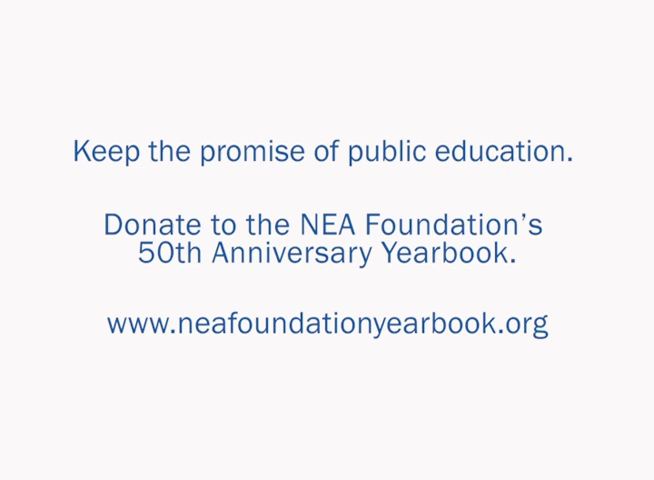 Keep the promise of public education.
Donate to the NEA Foundation’s
50th Anniversary Yearbook.
www.neafoundationyearbook.org